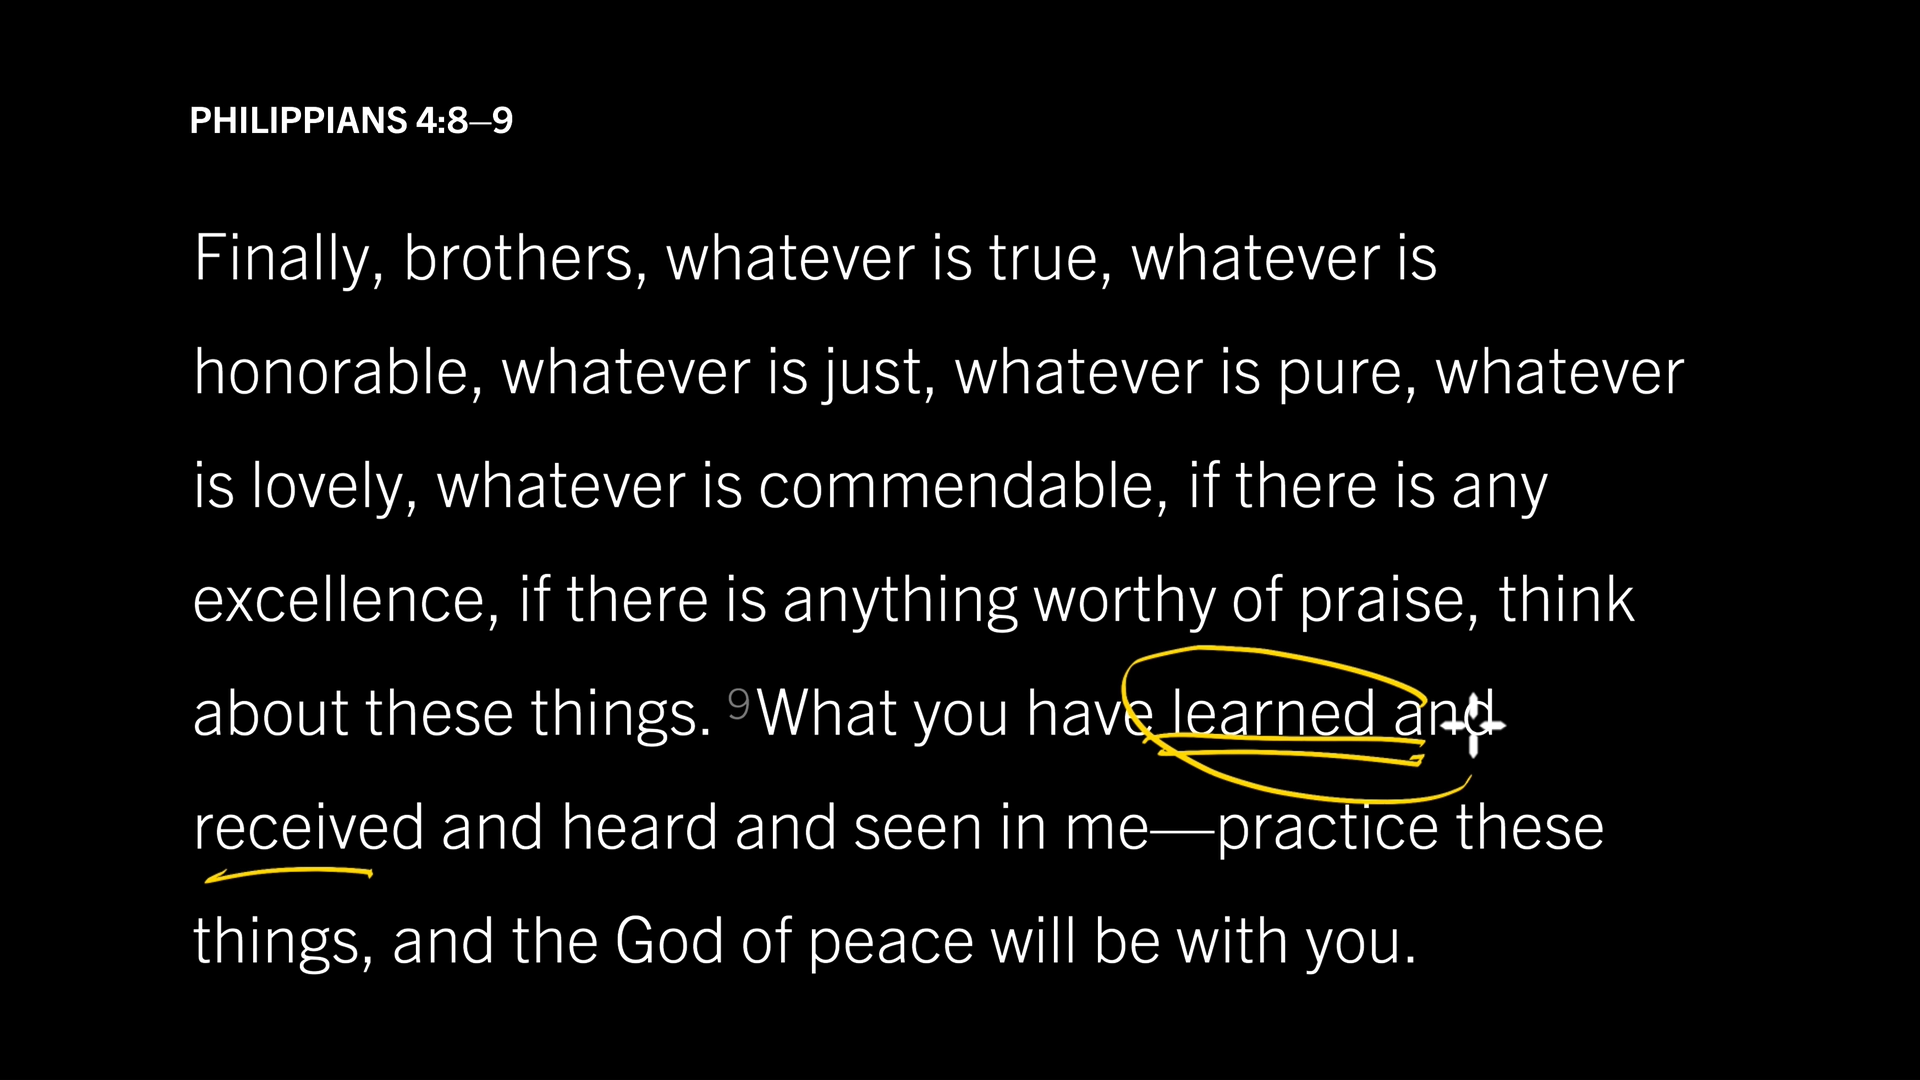 PHILIPPIANS 4:8–9
Finally, brothers, whatever is true, whatever is
honorable, whatever is just, whatever is pure, whatever
is lovely, whatever is commendable, if there is any
excellence, if there is anything worthy of praise, think
about these things. 9 What you have learned and
received and heard and seen in me—practice these
things, and the God of peace will be with you.